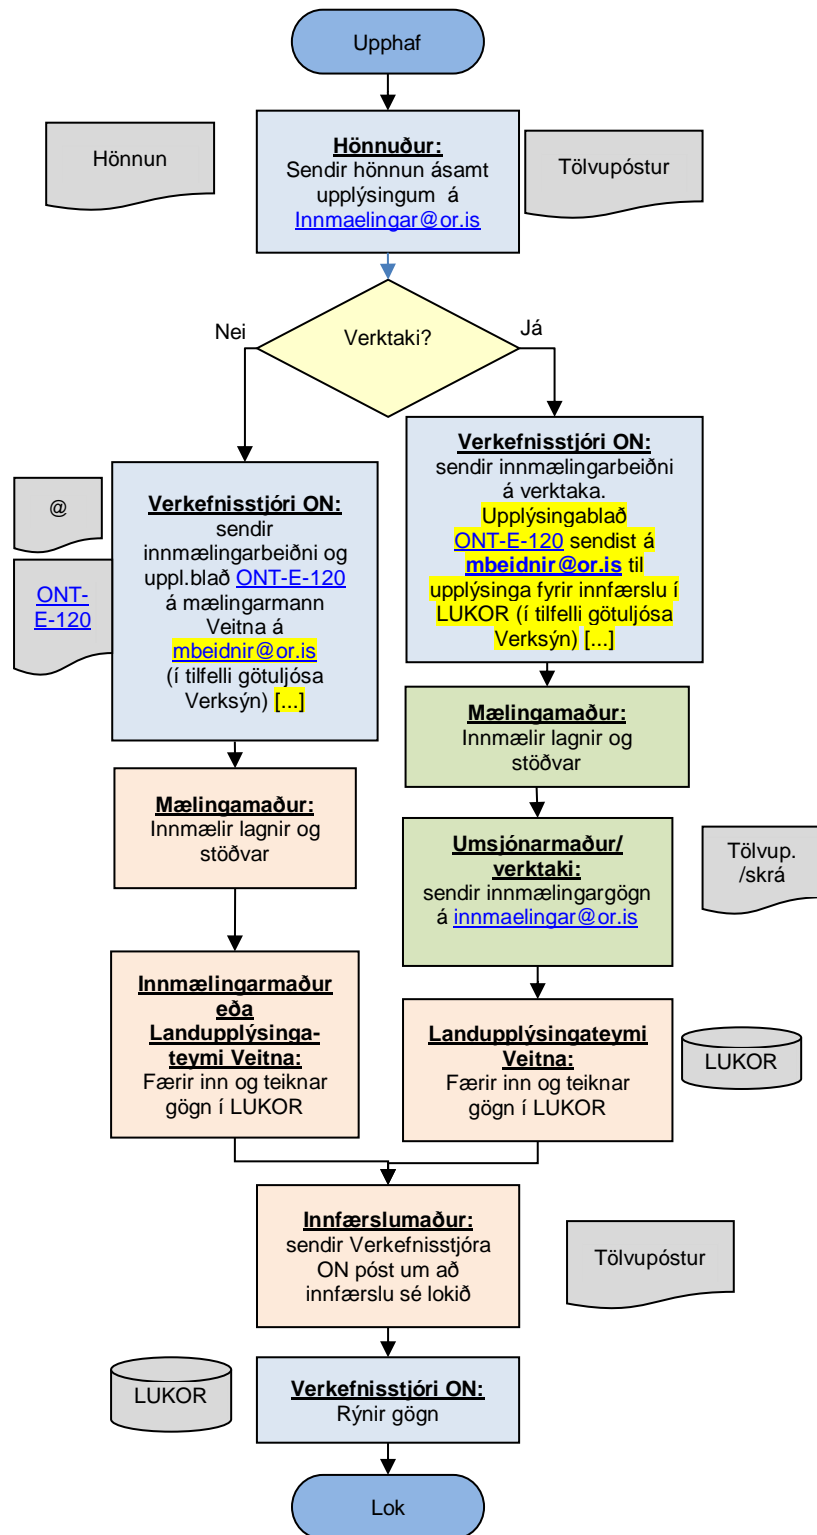 Upphaf
Hönnun
Hönnuður:
Sendir hönnun ásamt
upplýsingum á
Innmaelingar@or.is
Tölvupóstur
Verktaki?
Nei
Já
@
ONT-
E-120
Verkefnisstjóri ON:
sendir
innmælingarbeiðni og
uppl.blað ONT-E-120
á mælingarmann
Veitna á
mbeidnir@or.is
(í tilfelli götuljósa
Verksýn) [...]
Verkefnisstjóri ON:
sendir innmælingarbeiðni
á verktaka.
Upplýsingablað
ONT-E-120 sendist á
mbeidnir@or.is til
upplýsinga fyrir innfærslu í
LUKOR (í tilfelli götuljósa
Verksýn) [...]
Mælingamaður:
Innmælir lagnir og
stöðvar
Mælingamaður:
Innmælir lagnir og
stöðvar
Umsjónarmaður/
verktaki:
sendir innmælingargögn
á innmaelingar@or.is
Tölvup.
/skrá
Innmælingarmaður
eða
Landupplýsinga-
teymi Veitna:
Færir inn og teiknar
gögn í LUKOR
Landupplýsingateymi
Veitna:
Færir inn og teiknar
gögn í LUKOR
LUKOR
Innfærslumaður:
sendir Verkefnisstjóra
ON póst um að
innfærslu sé lokið
Tölvupóstur
LUKOR
Verkefnisstjóri ON:
Rýnir gögn
Lok